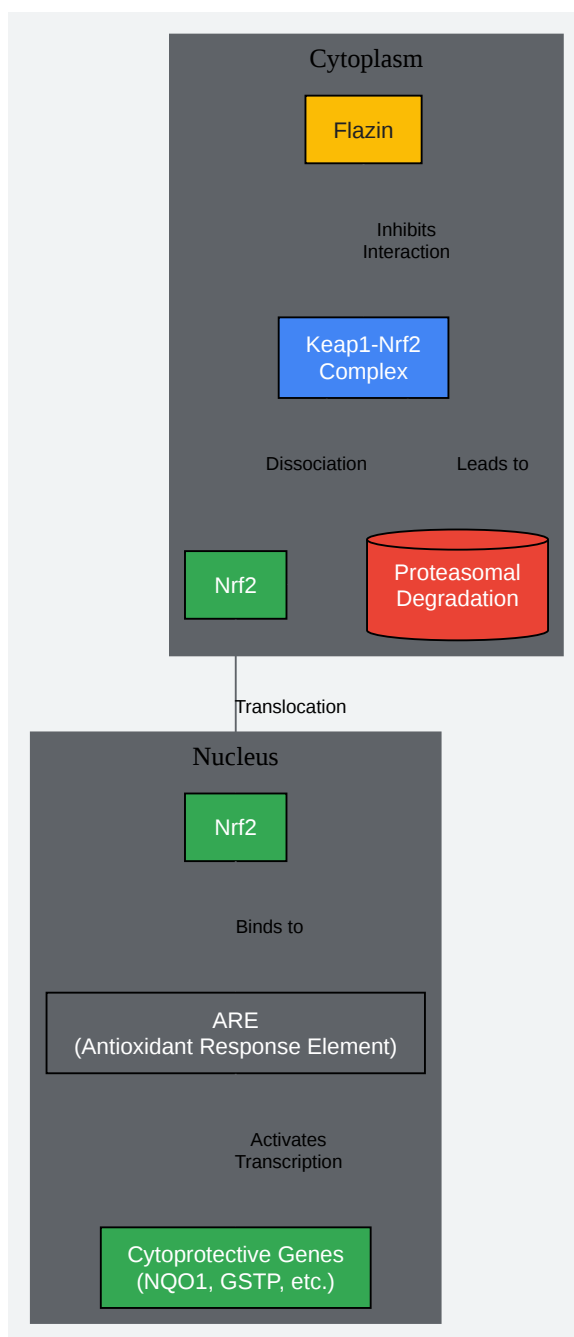 Cytoplasm
Flazin
Inhibits
Interaction
Keap1-Nrf2
Complex
Dissociation
Leads to
Nrf2
Proteasomal
Degradation
Translocation
Nucleus
Nrf2
Binds to
ARE
(Antioxidant Response Element)
Activates
Transcription
Cytoprotective Genes
(NQO1, GSTP, etc.)